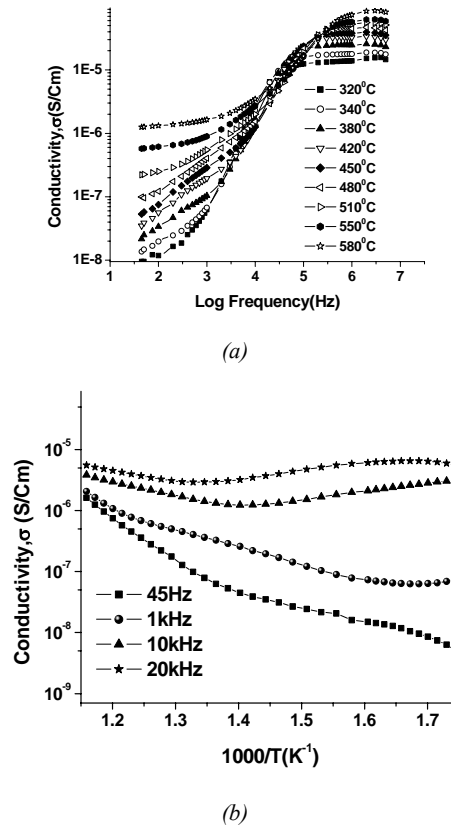 Conductivity,σ(S/Cm)
1E-5
1E-6
1E-7
1E-8
320⁰C
340⁰C
380⁰C
420⁰C
450⁰C
480⁰C
510⁰C
550⁰C
580⁰C
1 2 3 4 5 6 7
Log Frequency(Hz)
(a)
Conductivity,σ (S/Cm)
10⁻⁵
10⁻⁶
10⁻⁷
10⁻⁸
10⁻⁹
45Hz
1kHz
10kHz
20kHz
1.2 1.3 1.4 1.5 1.6 1.7
1000/T(K⁻¹)
(b)